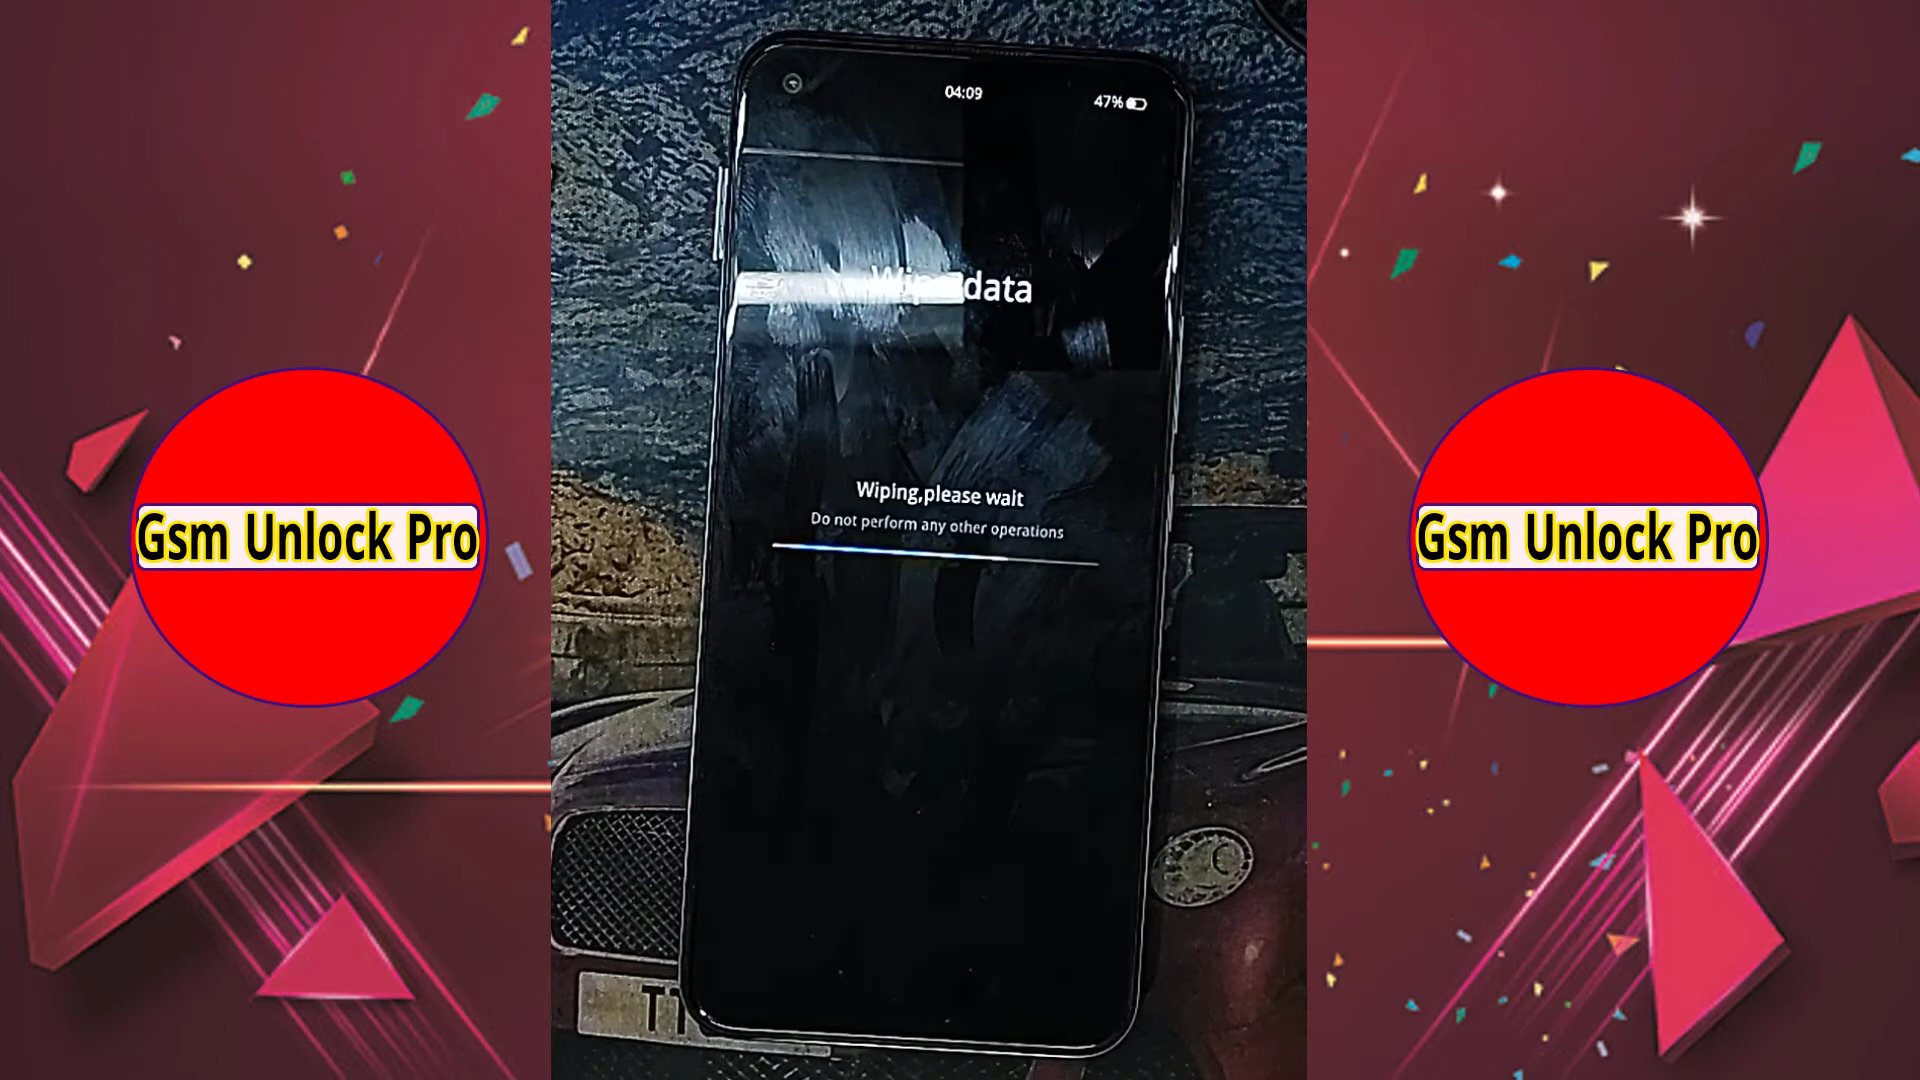 04:09
47%
Wipe data
Wiping,please wait
Do not perform any other operations
Gsm Unlock Pro
Gsm Unlock Pro